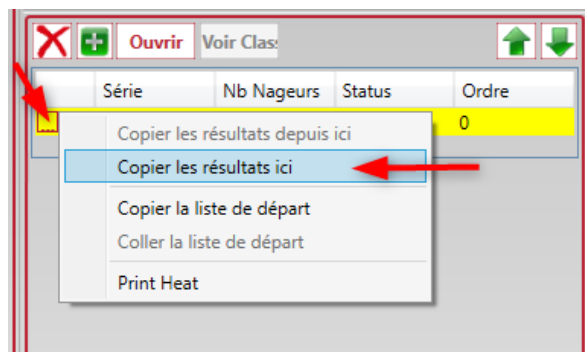 Ouvrir Voir Clas
Série Nb Nageurs Status Ordre
... 0
Copier les résultats depuis ici
Copier les résultats ici
Copier la liste de départ
Coller la liste de départ
Print Heat